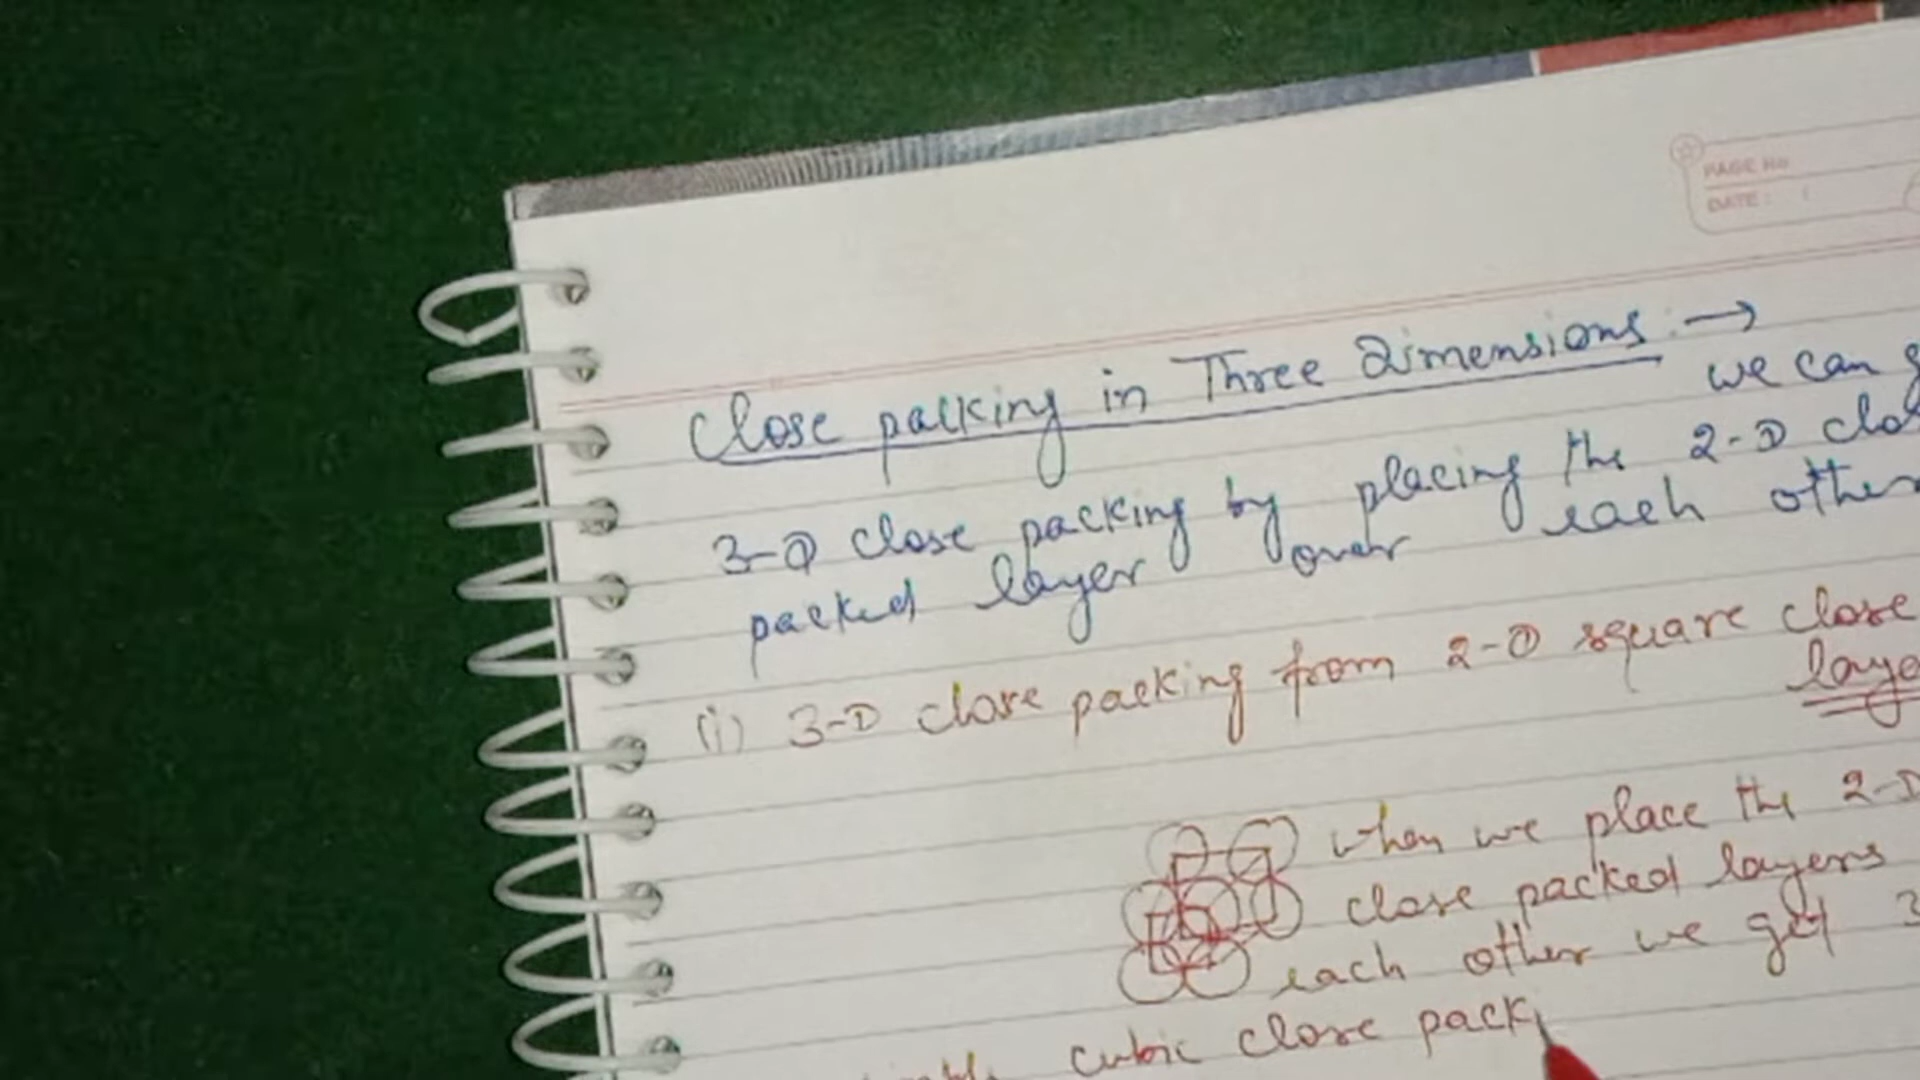 PAGE No
DATE:
Close packing in Three Dimensions :→
we can
3-D close packing by placing the 2-D clo
packed layer over each other
(i) 3-D close packing from 2-D square close
laye
when we place the 2-D
close packed layers
each other we get 3
cubic close pack